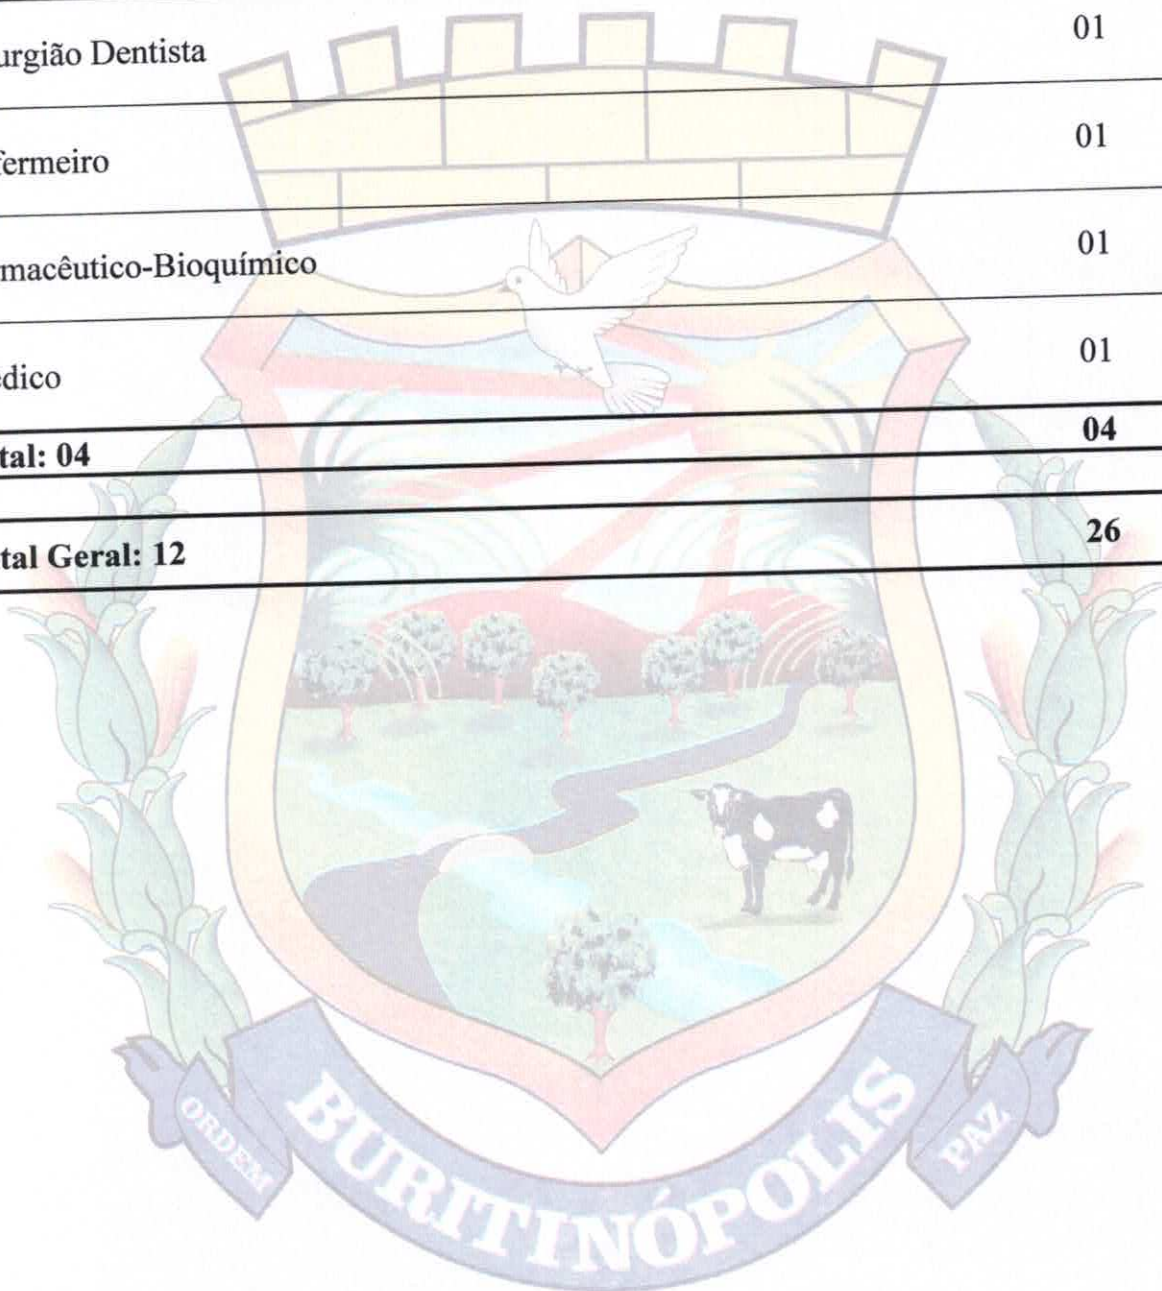 urgião Dentista 01
fermeiro 01
macêutico-Bioquímico 01
édico 01
tal: 04 04
tal Geral: 12 26
ORDEM BURITINÓPOLIS PAZ